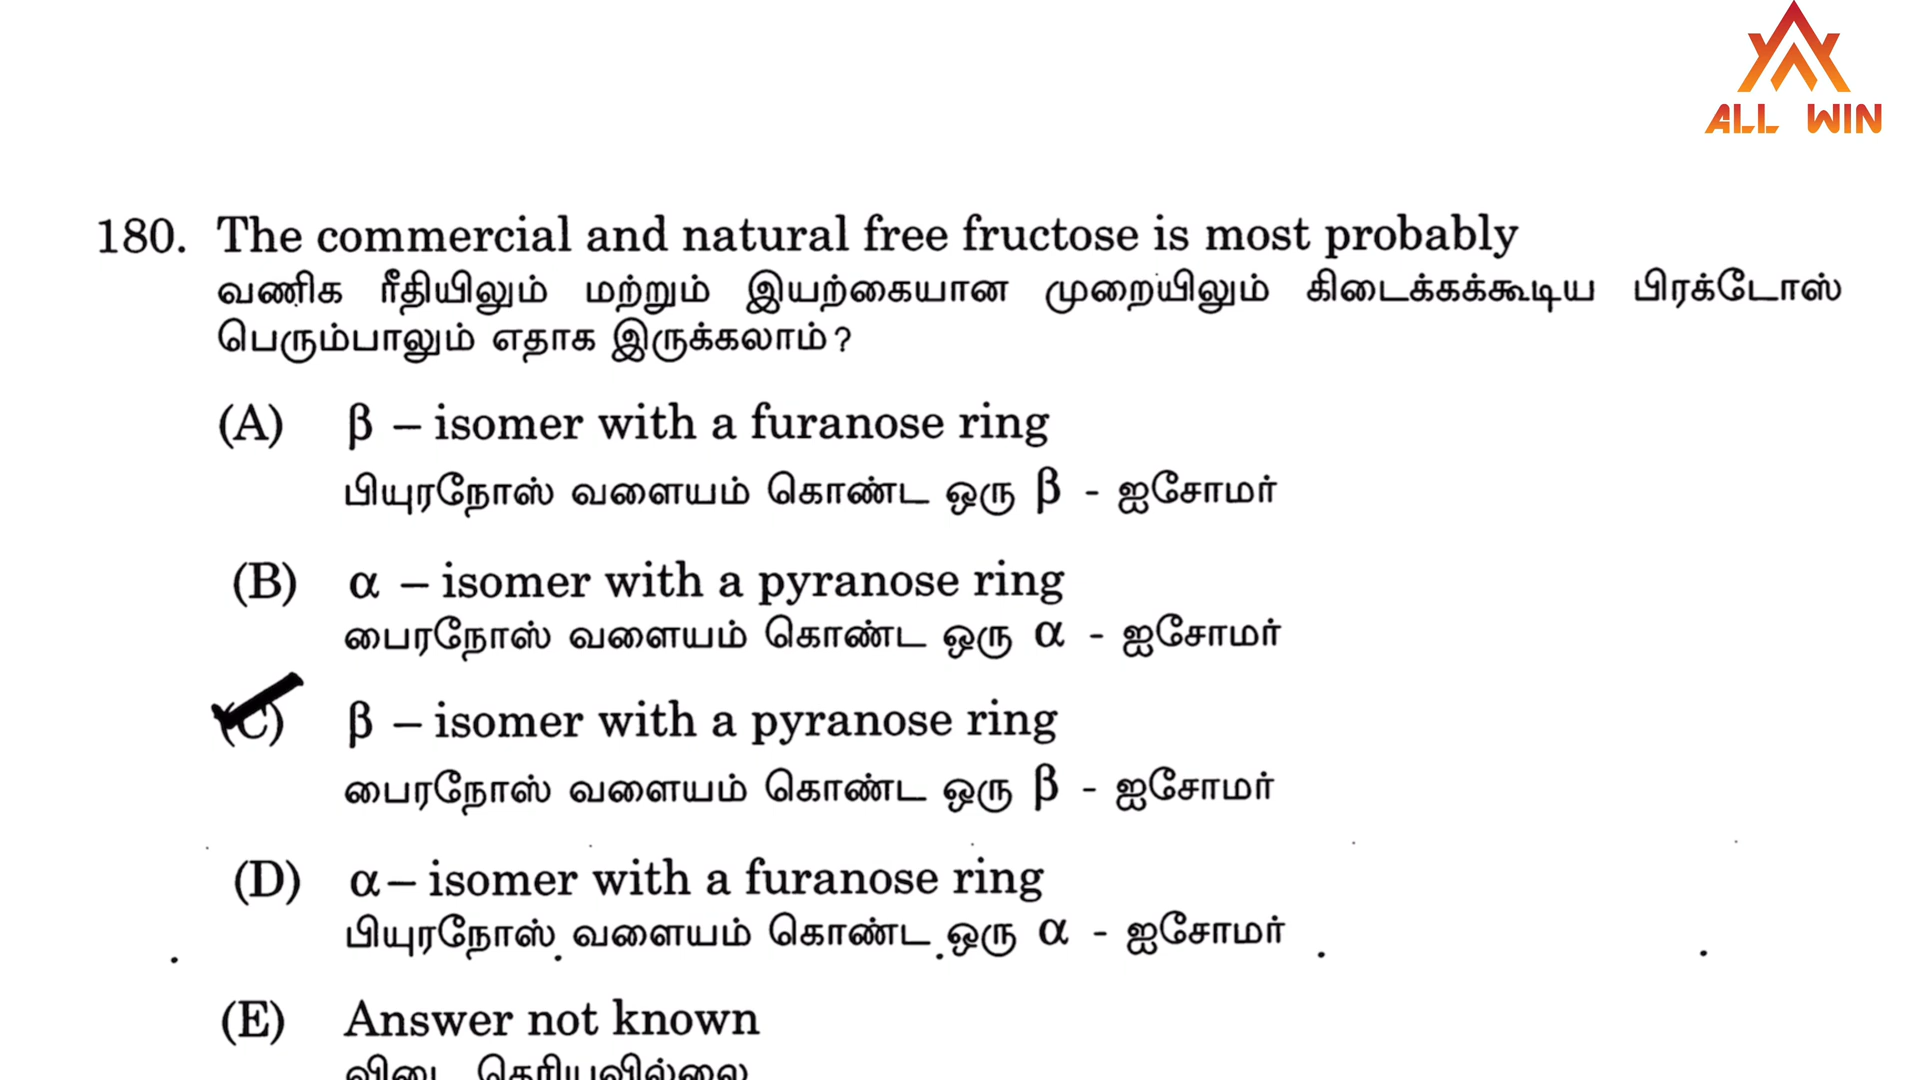 ALL WIN
180. The commercial and natural free fructose is most probably
வணிக ரீதியிலும் மற்றும் இயற்கையான முறையிலும் கிடைக்கக்கூடிய பிரக்டோஸ்
பெரும்பாலும் எதாக இருக்கலாம்?
(A) β – isomer with a furanose ring
பியுரநோஸ் வளையம் கொண்ட ஒரு β - ஐசோமர்
(B) α – isomer with a pyranose ring
பைரநோஸ் வளையம் கொண்ட ஒரு α - ஐசோமர்
(C) β – isomer with a pyranose ring
பைரநோஸ் வளையம் கொண்ட ஒரு β - ஐசோமர்
(D) α – isomer with a furanose ring
பியுரநோஸ் வளையம் கொண்ட ஒரு α - ஐசோமர்
(E) Answer not known
விடை தெரியவில்லை